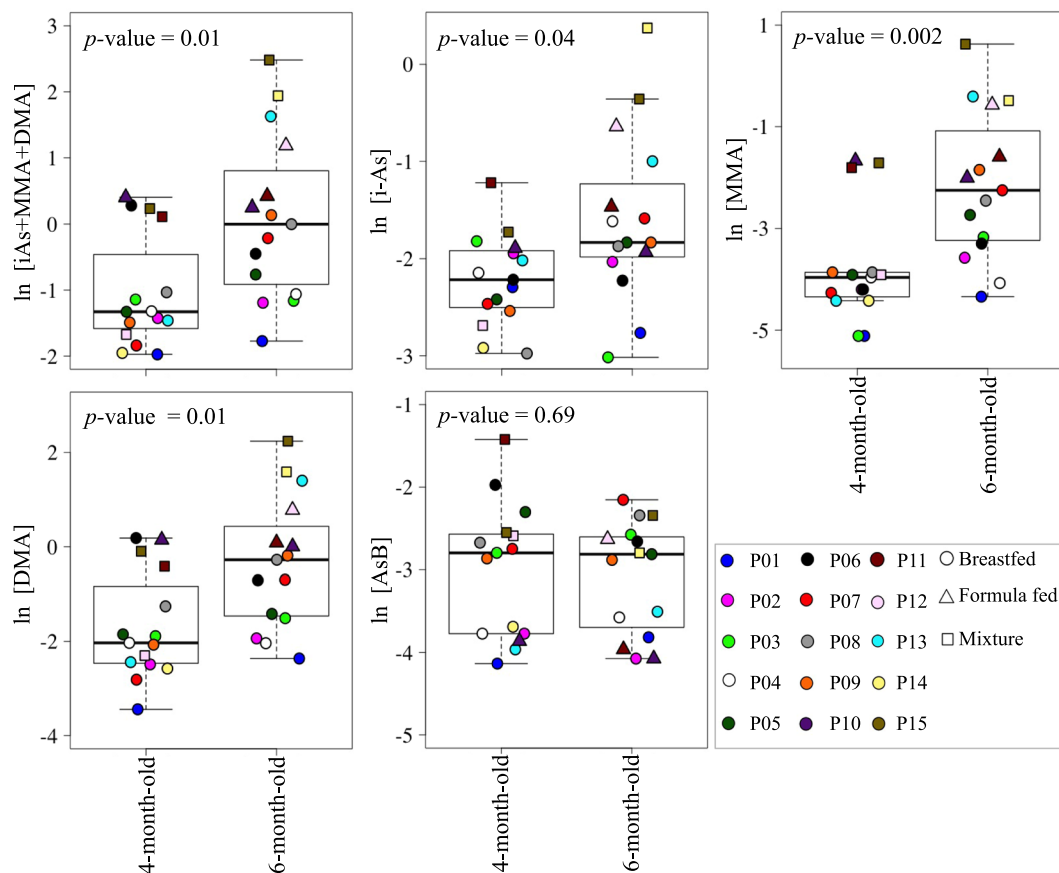 p-value = 0.01
ln [iAs+MMA+DMA]
3
2
1
0
-1
-2
p-value = 0.04
ln [i-As]
0
-1
-2
-3
p-value = 0.002
ln [MMA]
1
-1
-3
-5
4-month-old
6-month-old
p-value = 0.01
ln [DMA]
2
0
-2
-4
4-month-old
6-month-old
p-value = 0.69
ln [AsB]
-1
-2
-3
-4
-5
4-month-old
6-month-old
P01 P06 P11 Breastfed
P02 P07 P12 Formula fed
P03 P08 P13 Mixture
P04 P09 P14
P05 P10 P15